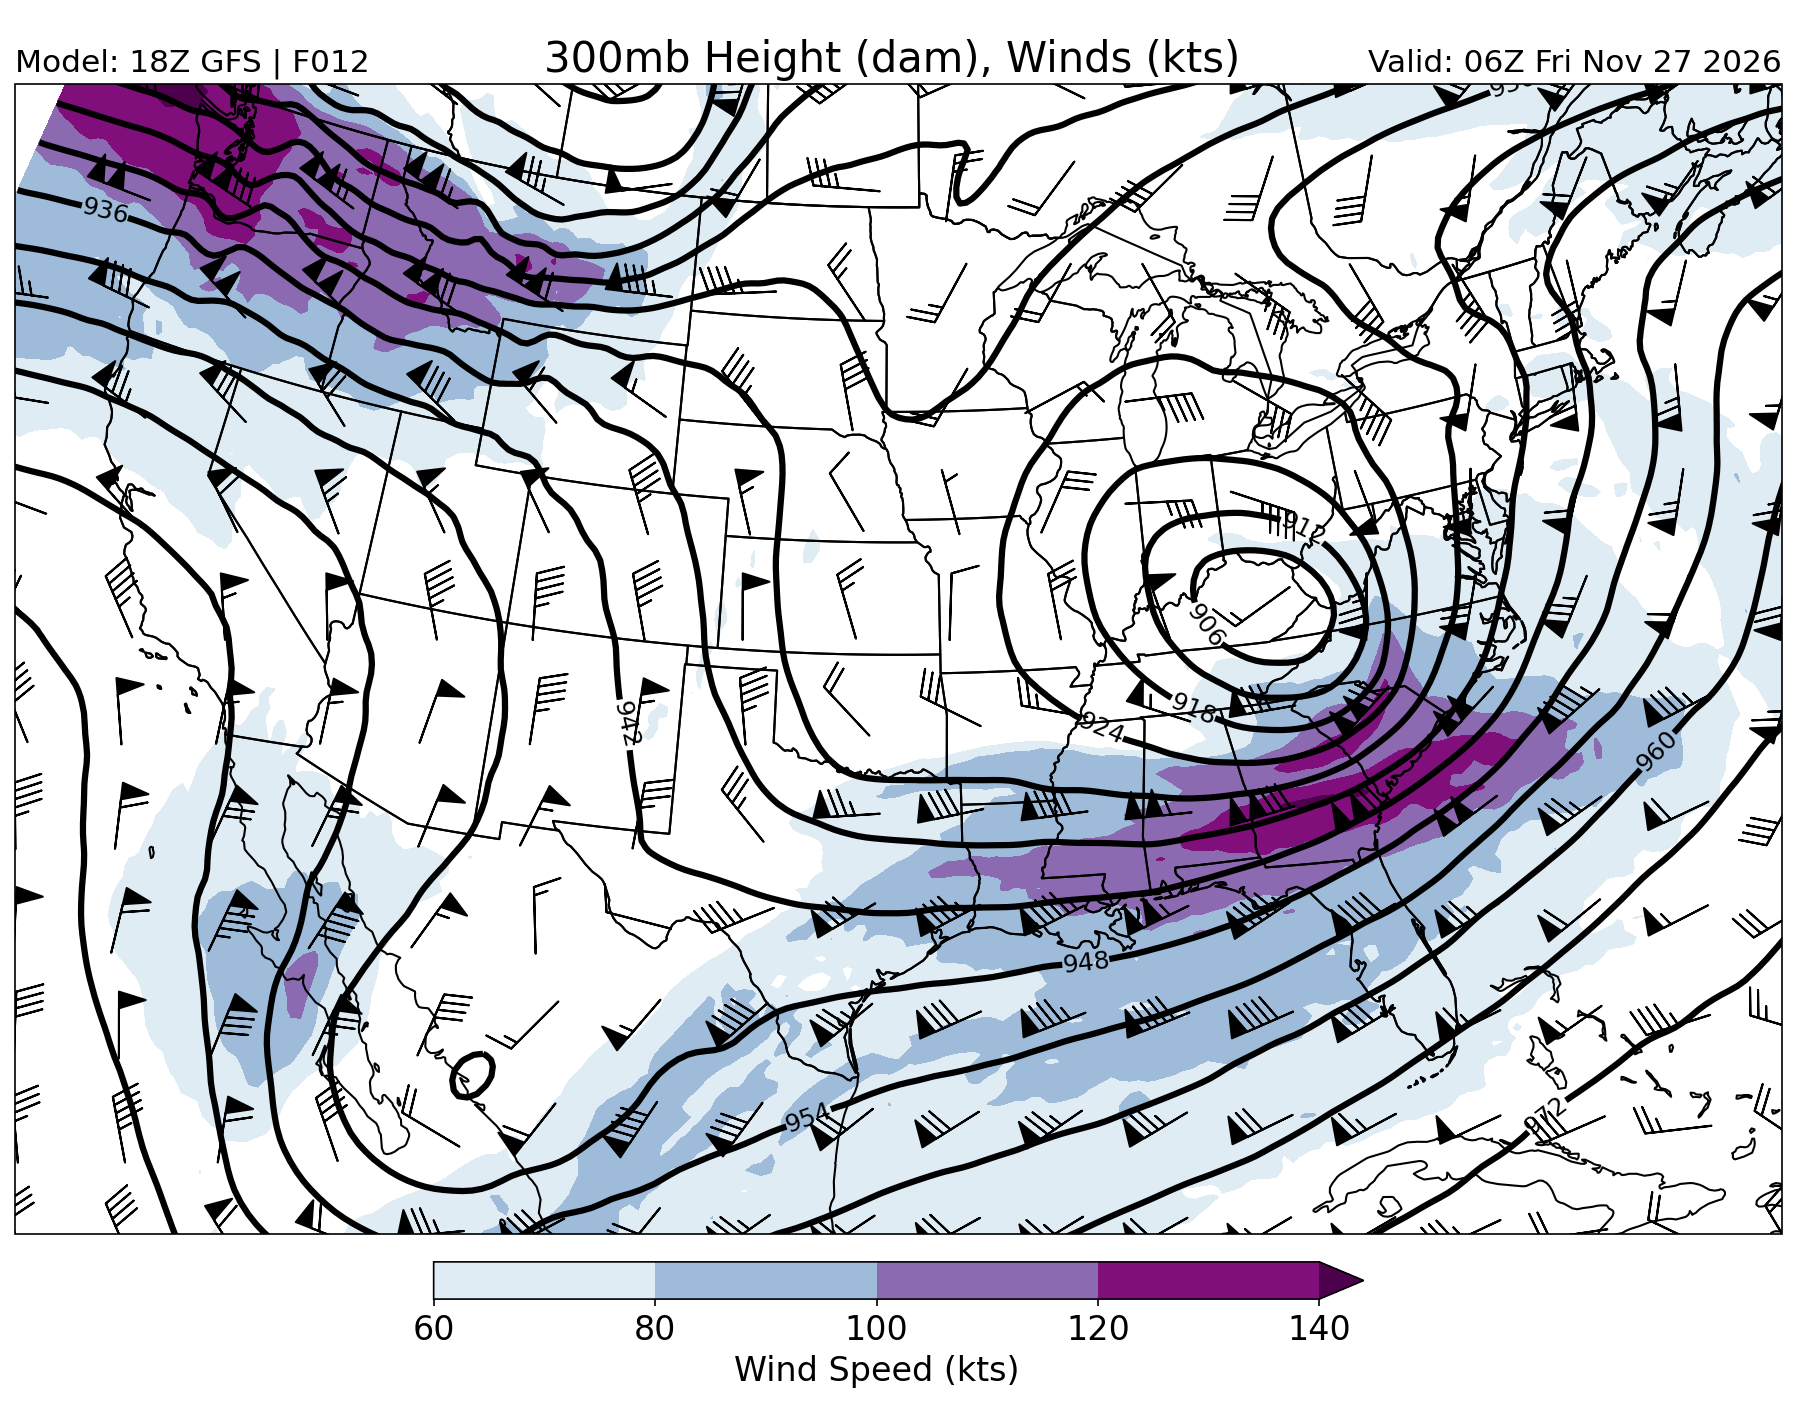 Model: 18Z GFS | F012
300mb Height (dam), Winds (kts)
Valid: 06Z Fri Nov 27 2026
936
912
906
942
918
924
960
948
954
972
60 80 100 120 140
Wind Speed (kts)